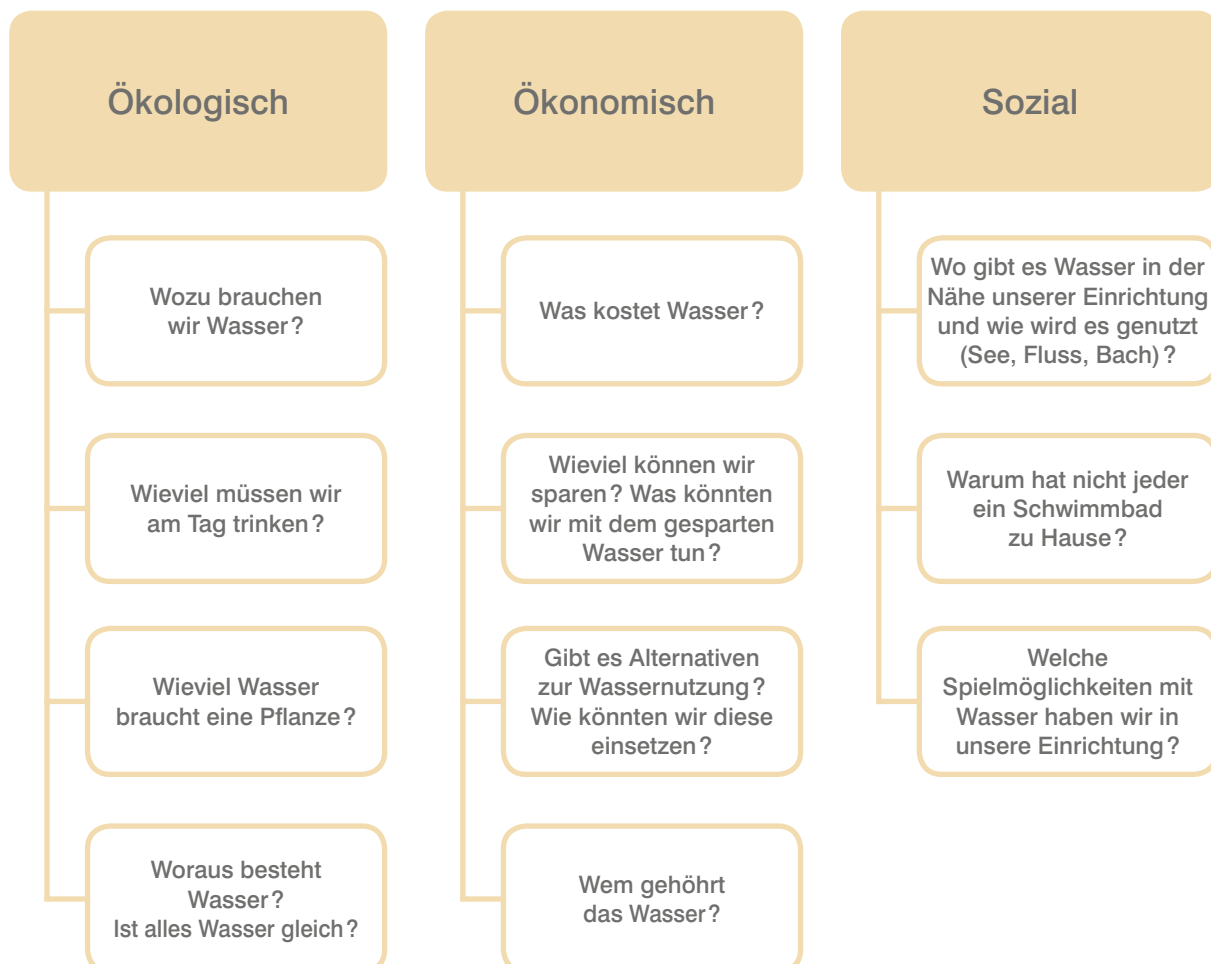 Ökologisch
Wozu brauchen
wir Wasser?
Wieviel müssen wir
am Tag trinken?
Wieviel Wasser
braucht eine Pflanze?
Woraus besteht
Wasser?
Ist alles Wasser gleich?
Ökonomisch
Was kostet Wasser?
Wieviel können wir
sparen? Was könnten
wir mit dem gesparten
Wasser tun?
Gibt es Alternativen
zur Wassernutzung?
Wie könnten wir diese
einsetzen?
Wem gehöhrt
das Wasser?
Sozial
Wo gibt es Wasser in der
Nähe unserer Einrichtung
und wie wird es genutzt
(See, Fluss, Bach)?
Warum hat nicht jeder
ein Schwimmbad
zu Hause?
Welche
Spielmöglichkeiten mit
Wasser haben wir in
unsere Einrichtung?